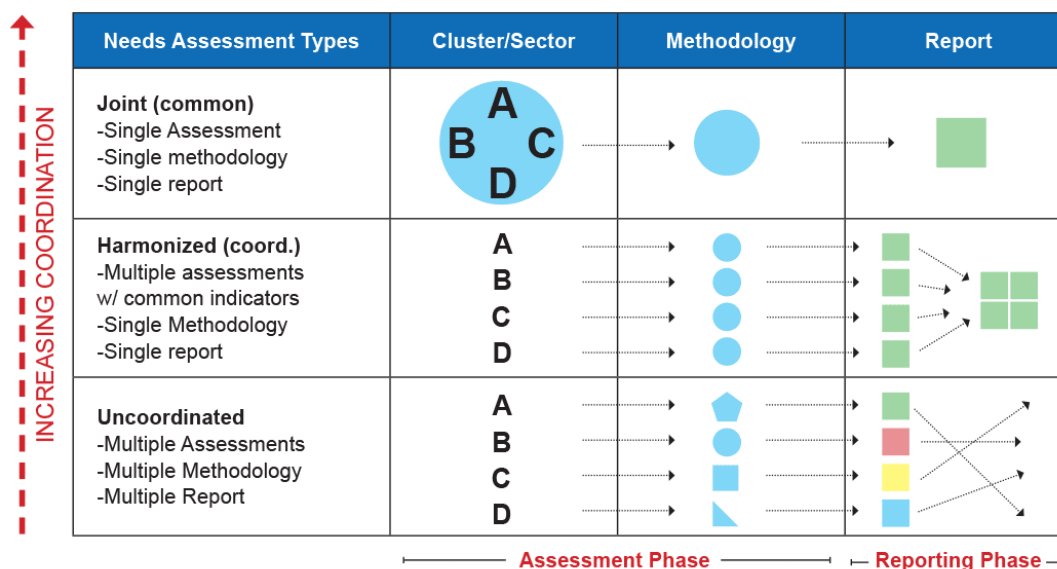 Needs Assessment Types
Cluster/Sector
Methodology
Report
INCREASING COORDINATION
Joint (common)
-Single Assessment
-Single methodology
-Single report
A
B C
D
Harmonized (coord.)
-Multiple assessments
w/ common indicators
-Single Methodology
-Single report
A
B
C
D
Uncoordinated
-Multiple Assessments
-Multiple Methodology
-Multiple Report
A
B
C
D
Assessment Phase
Reporting Phase